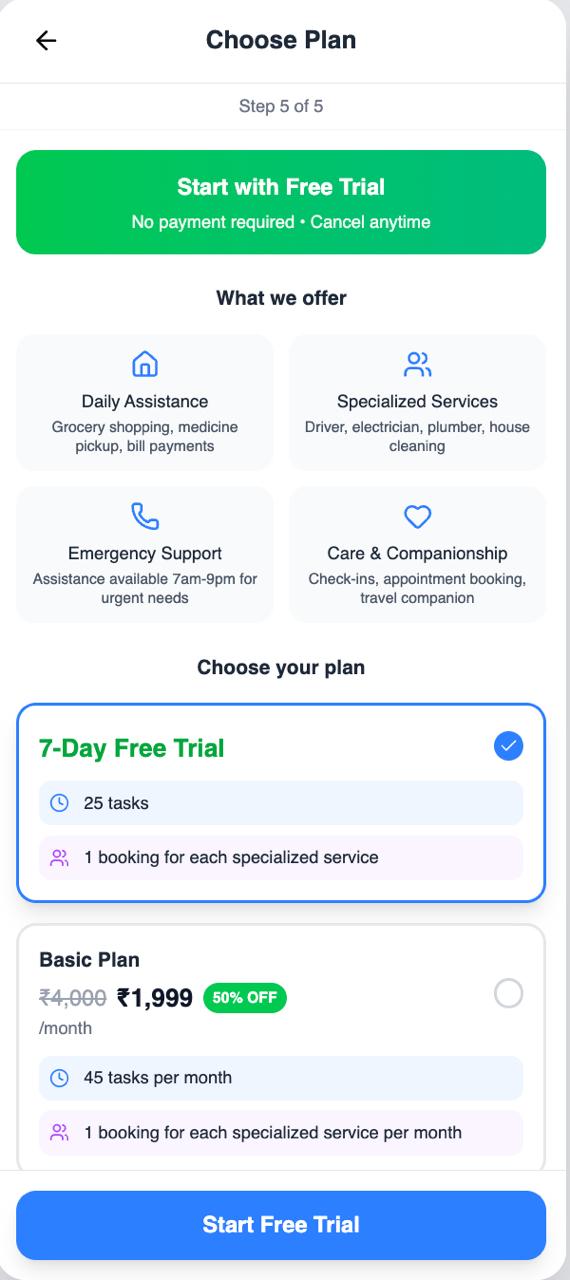 Choose Plan
Step 5 of 5
Start with Free Trial
No payment required • Cancel anytime
What we offer
Daily Assistance
Grocery shopping, medicine
pickup, bill payments
Specialized Services
Driver, electrician, plumber, house
cleaning
Emergency Support
Assistance available 7am-9pm for
urgent needs
Care & Companionship
Check-ins, appointment booking,
travel companion
Choose your plan
7-Day Free Trial
25 tasks
1 booking for each specialized service
Basic Plan
₹4,000 ₹1,999 50% OFF
/month
45 tasks per month
1 booking for each specialized service per month
Start Free Trial